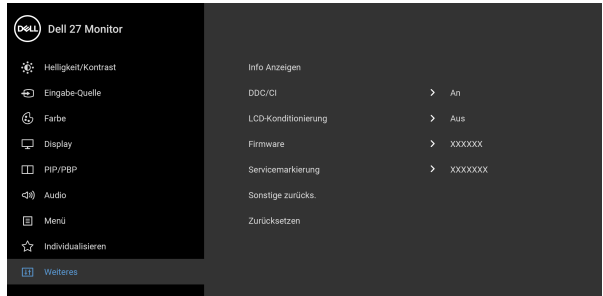 DELL Dell 27 Monitor
Helligkeit/Kontrast Info Anzeigen
Eingabe-Quelle DDC/CI An
Farbe LCD-Konditionierung Aus
Display Firmware XXXXXX
PIP/PBP Servicemarkierung XXXXXXX
Audio Sonstige zurücks.
Menü Zurücksetzen
Individualisieren
Weiteres